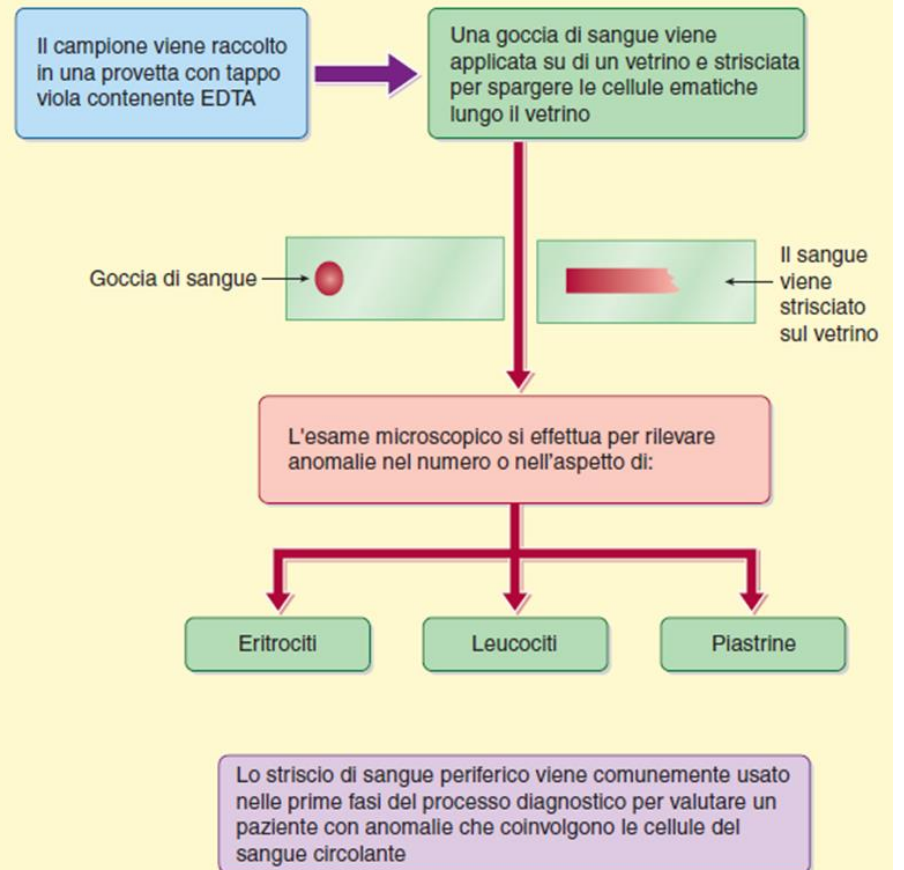 Il campione viene raccolto
in una provetta con tappo
viola contenente EDTA
Una goccia di sangue viene
applicata su di un vetrino e strisciata
per spargere le cellule ematiche
lungo il vetrino
Goccia di sangue
Il sangue
viene
strisciato
sul vetrino
L'esame microscopico si effettua per rilevare
anomalie nel numero o nell'aspetto di:
Eritrociti
Leucociti
Piastrine
Lo striscio di sangue periferico viene comunemente usato
nelle prime fasi del processo diagnostico per valutare un
paziente con anomalie che coinvolgono le cellule del
sangue circolante